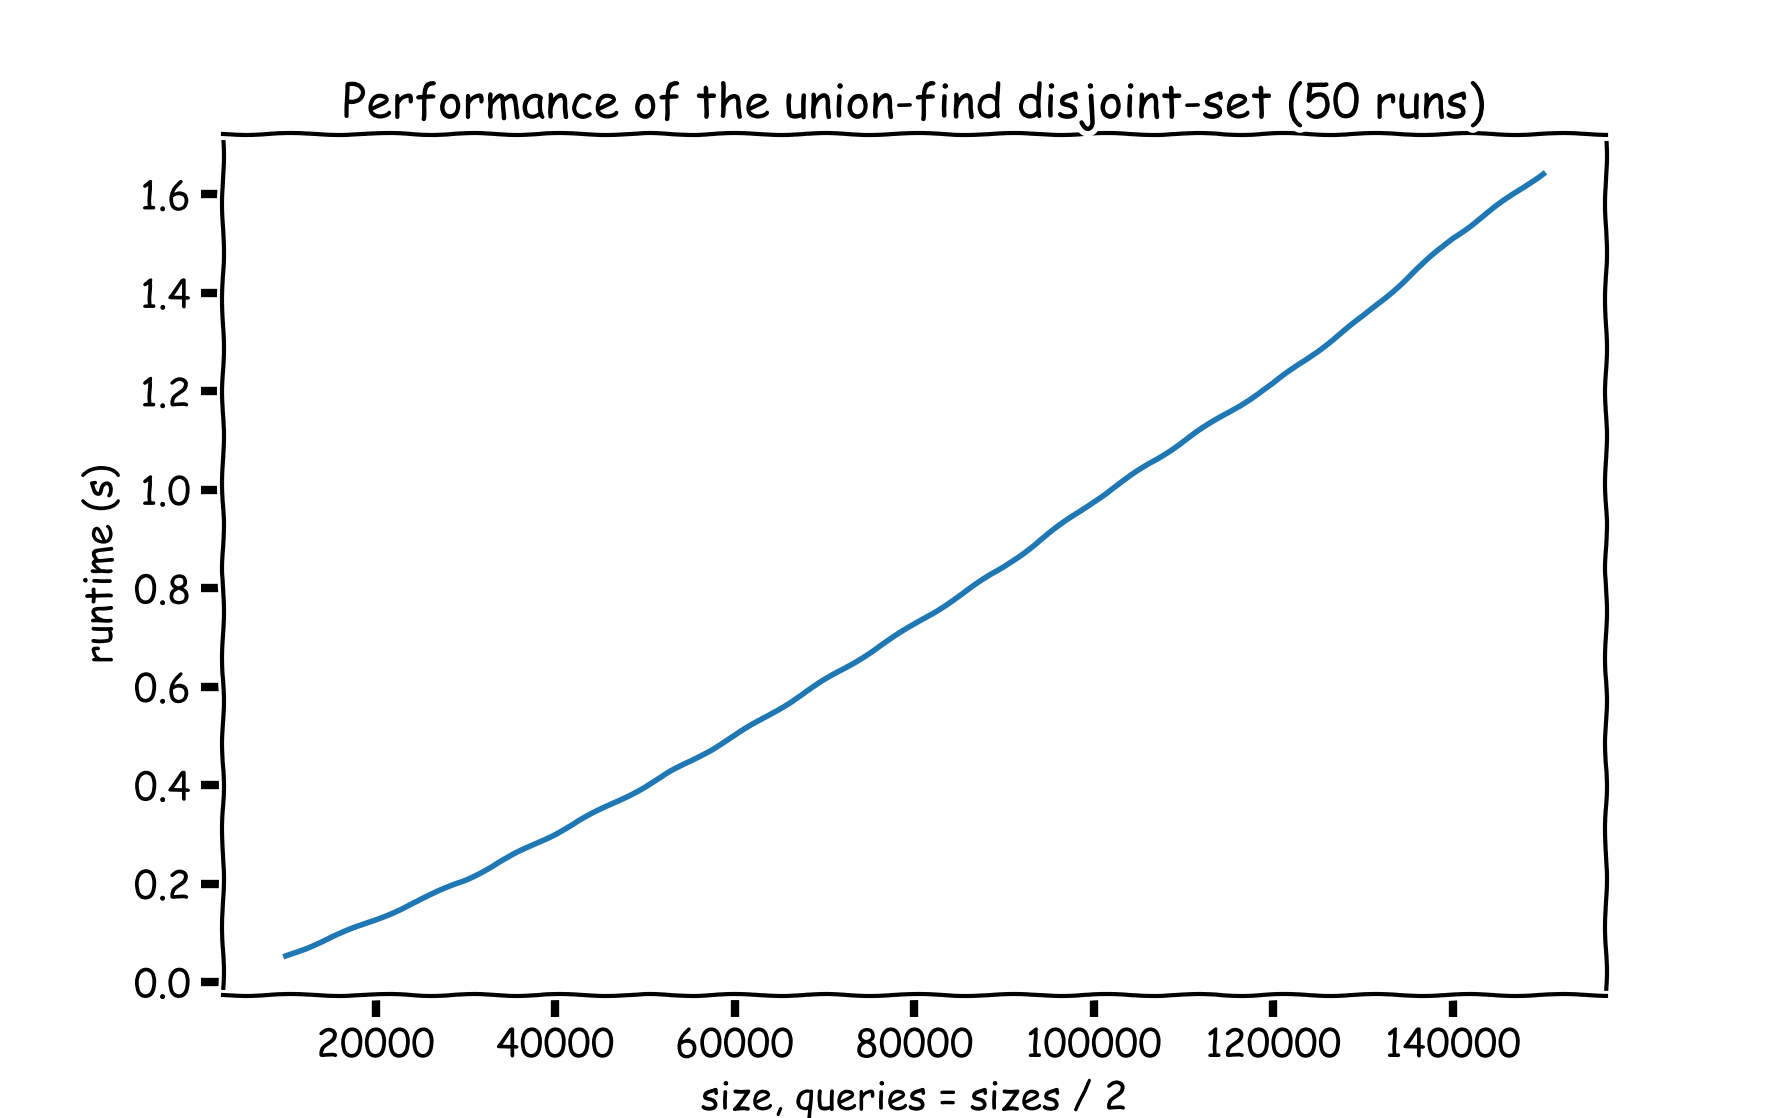 Performance of the union-find disjoint-set (50 runs)
1.6
1.4
1.2
1.0
0.8
0.6
0.4
0.2
0.0
runtime (s)
20000 40000 60000 80000 100000 120000 140000
size, queries = sizes / 2